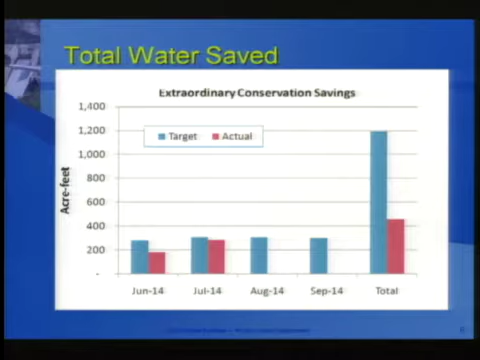 Total Water Saved
Extraordinary Conservation Savings
1,400
1,200
1,000
800
600
400
200
-
Target Actual
Acre-feet
Jun-14 Jul-14 Aug-14 Sep-14 Total